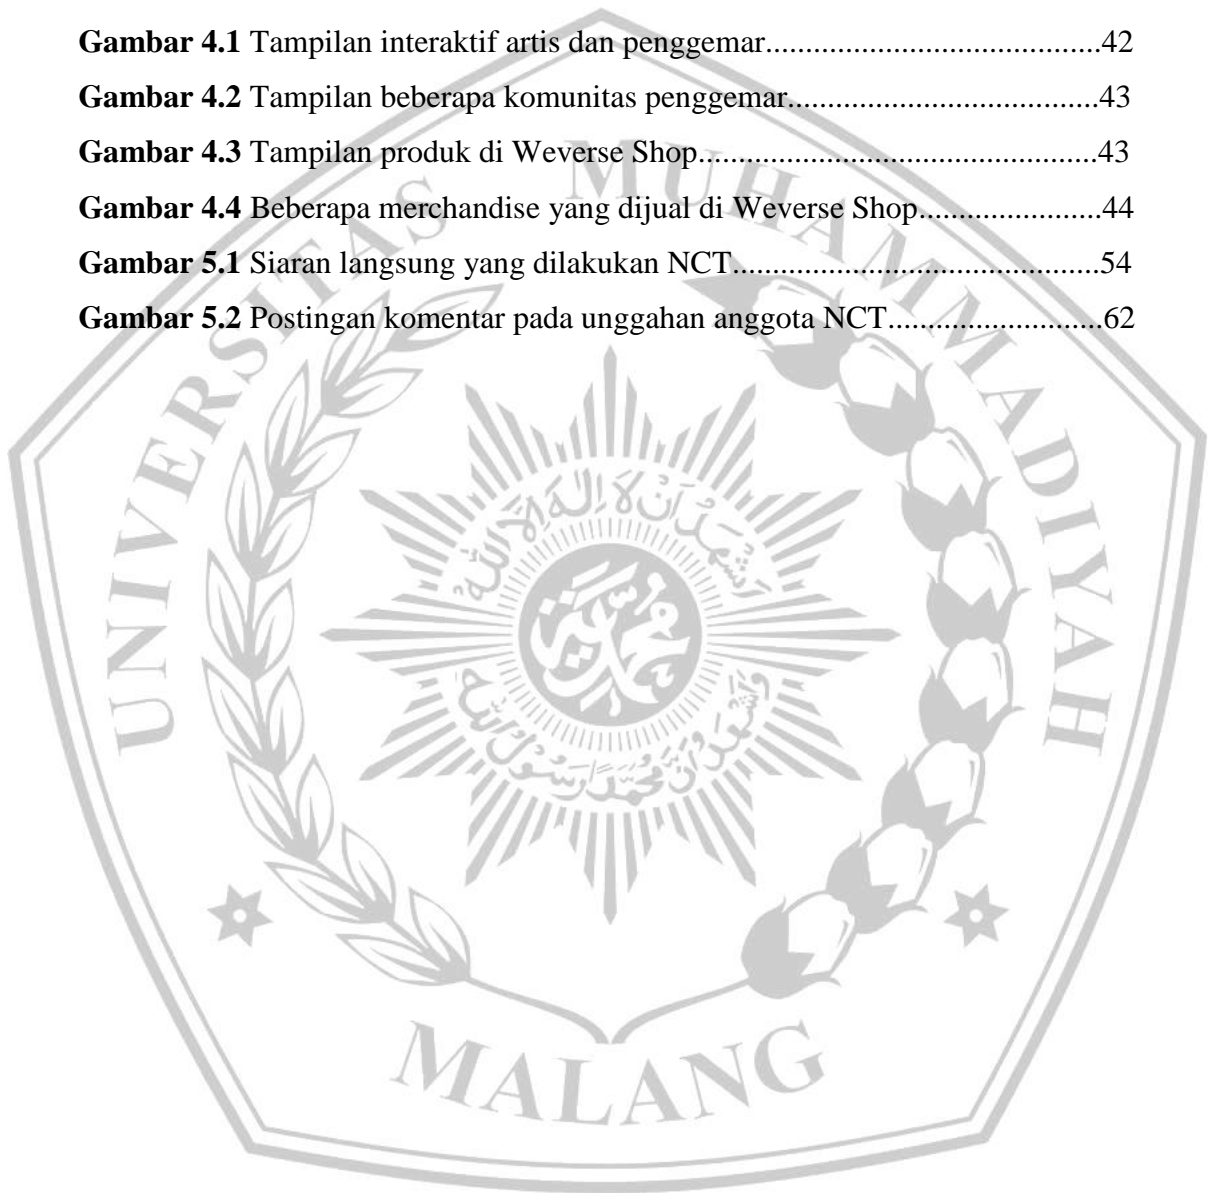 Gambar 4.1 Tampilan interaktif artis dan penggemar..........................................42
Gambar 4.2 Tampilan beberapa komunitas penggemar.......................................43
Gambar 4.3 Tampilan produk di Weverse Shop..................................................43
Gambar 4.4 Beberapa merchandise yang dijual di Weverse Shop.......................44
Gambar 5.1 Siaran langsung yang dilakukan NCT..............................................54
Gambar 5.2 Postingan komentar pada unggahan anggota NCT...........................62
UNIVERSITAS MUHAMMADIYAH
اَشْهَدُ اَنْ لَا اِلٰهَ اِلَّا اللهُ
وَاَشْهَدُ اَنَّ مُحَمَّدًا رَسُوْلُ اللهِ
MALANG